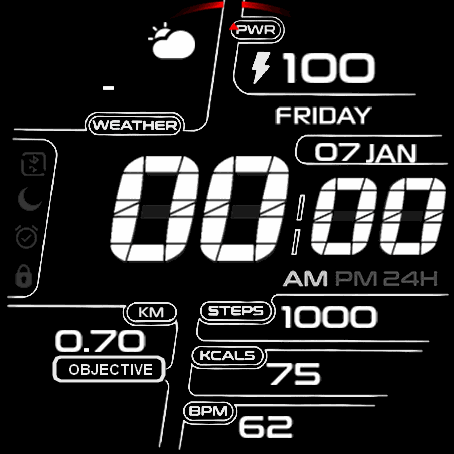 PWR
100
-
WEATHER
FRIDAY
07 JAN
00:00
AM PM 24H
KM
STEPS 1000
0.70
OBJECTIVE
KCALS
75
BPM
62